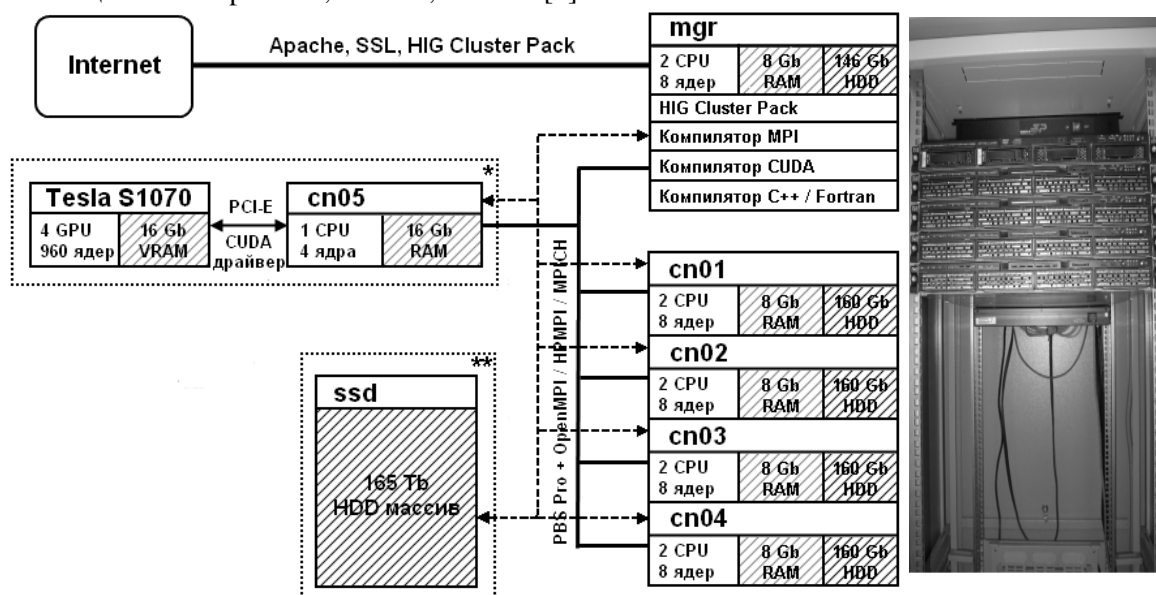 Internet
Apache, SSL, HIG Cluster Pack
mgr
2 CPU
8 ядер
8 Gb
RAM
146 Gb
HDD
HIG Cluster Pack
Компилятор MPI
Компилятор CUDA
Компилятор C++ / Fortran
*
Tesla S1070
4 GPU
960 ядер
16 Gb
VRAM
PCI-E
CUDA
драйвер
cn05
1 CPU
4 ядра
16 Gb
RAM
PBS Pro + OpenMPI / HPMPI / MPICH
cn01
2 CPU
8 ядер
8 Gb
RAM
160 Gb
HDD
cn02
2 CPU
8 ядер
8 Gb
RAM
160 Gb
HDD
cn03
2 CPU
8 ядер
8 Gb
RAM
160 Gb
HDD
cn04
2 CPU
8 ядер
8 Gb
RAM
160 Gb
HDD
**
ssd
165 Tb
HDD массив